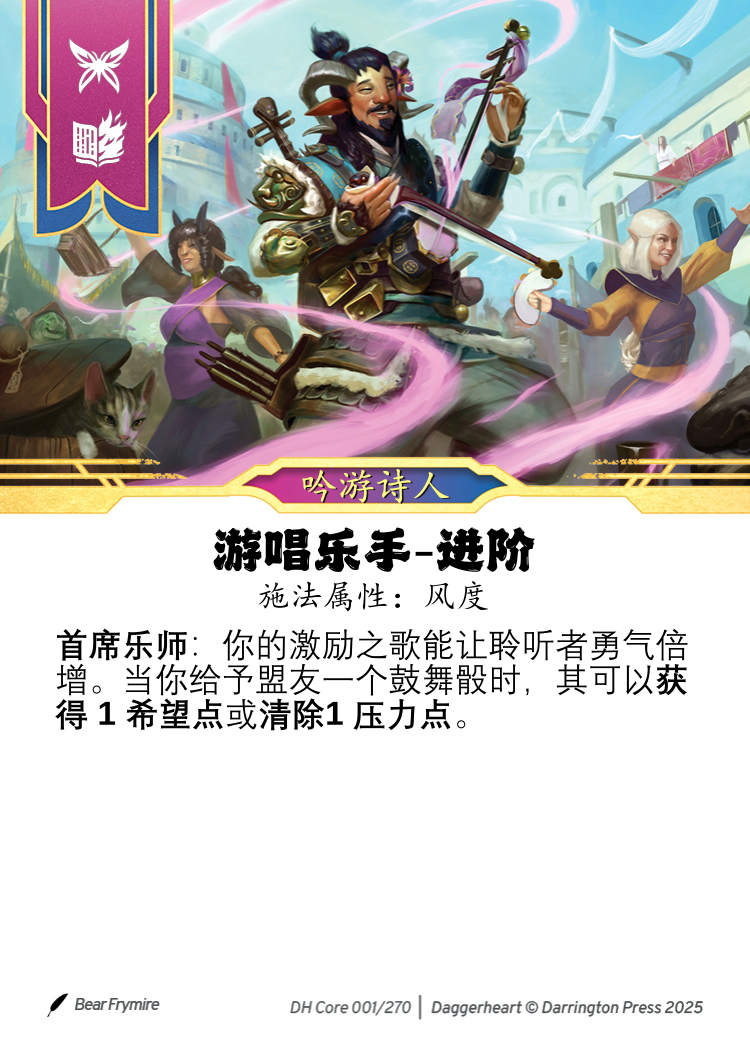 吟游诗人
游唱乐手-进阶
施法属性：风度
首席乐师：你的激励之歌能让聆听者勇气倍
增。当你给予盟友一个鼓舞骰时，其可以获
得 1 希望点或清除1 压力点。
Bear Frymire
DH Core 001/270 | Daggerheart © Darrington Press 2025